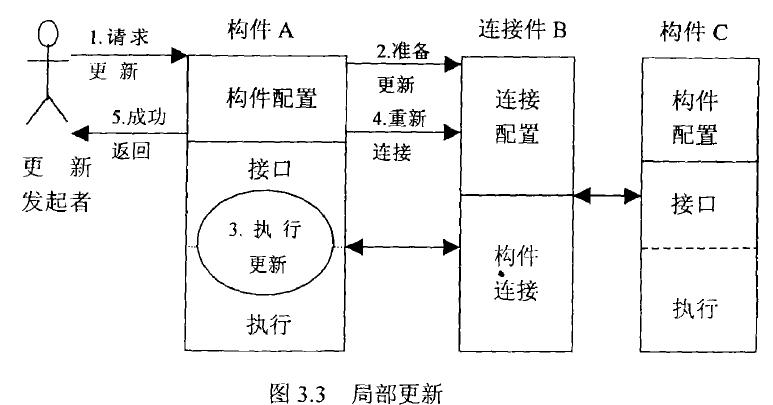 构件 A
连接件 B
构件 C
1.请求
更 新
2.准备
更新
构件配置
连接
配置
构件
配置
5.成功
返回
4.重新
连接
更 新
发起者
接口
接口
3. 执 行
更新
构件
连接
执行
执行
图 3.3 局部更新